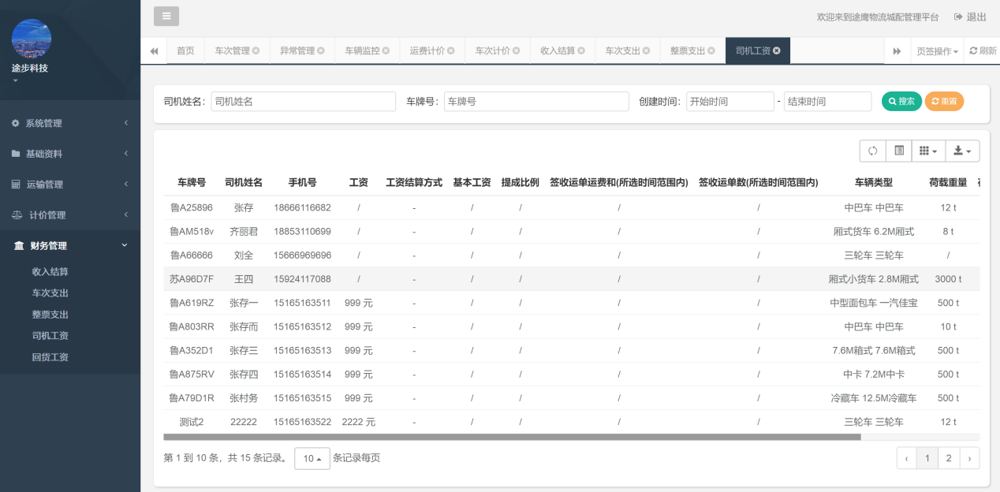 欢迎来到途鹰物流城配管理平台 退出
途步科技
首页 车次管理 异常管理 车辆监控 运费计价 车次计价 收入结算 车次支出 整票支出 司机工资 页签操作 刷新
系统管理
基础资料
运输管理
计价管理
财务管理
收入结算
车次支出
整票支出
司机工资
回货工资
司机姓名: 司机姓名 车牌号: 车牌号 创建时间: 开始时间 - 结束时间 搜索 重置
车牌号 司机姓名 手机号 工资 工资结算方式 基本工资 提成比例 签收运单运费和(所选时间范围内) 签收运单数(所选时间范围内) 车辆类型 荷载重量
鲁A25896 张存 18666116682 / - / / / / 中巴车 中巴车 12 t
鲁AM518v 齐丽君 18853110699 / - / / / / 厢式货车 6.2M厢式 8 t
鲁A66666 刘全 15666969696 / - / / / / 三轮车 三轮车 /
苏A96D7F 王四 15924117088 / - / / / / 厢式小货车 2.8M厢式 3000 t
鲁A619RZ 张存一 15165163511 999 元 - / / / / 中型面包车 一汽佳宝 500 t
鲁A803RR 张存而 15165163512 999 元 - / / / / 中巴车 中巴车 10 t
鲁A352D1 张存三 15165163513 999 元 - / / / / 7.6M箱式 7.6M箱式 500 t
鲁A875RV 张存四 15165163514 999 元 - / / / / 中卡 7.2M中卡 500 t
鲁A79D1R 张村务 15165163515 999 元 - / / / / 冷藏车 12.5M冷藏车 500 t
测试2 22222 15165163522 2222 元 - / / / / 三轮车 三轮车 12 t
第 1 到 10 条，共 15 条记录。 10 条记录每页 ‹ 1 2 ›